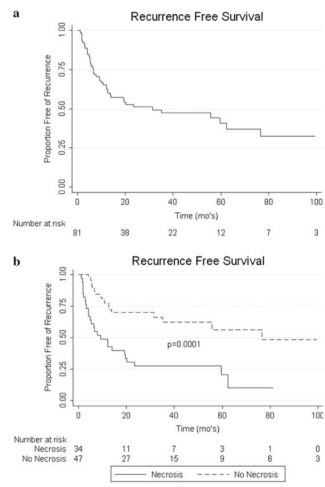 a
Recurrence Free Survival
Proportion Free of Recurrence
1.00
0.75
0.50
0.25
0.00
0 20 40 60 80 100
Time (mo's)
Number at risk
81 38 22 12 7 3
b
Recurrence Free Survival
Proportion Free of Recurrence
1.00
0.75
0.50
0.25
0.00
p=0.0001
0 20 40 60 80 100
Time (mo's)
Number at risk
Necrosis 34 11 7 3 1 0
No Necrosis 47 27 15 9 6 3
Necrosis No Necrosis